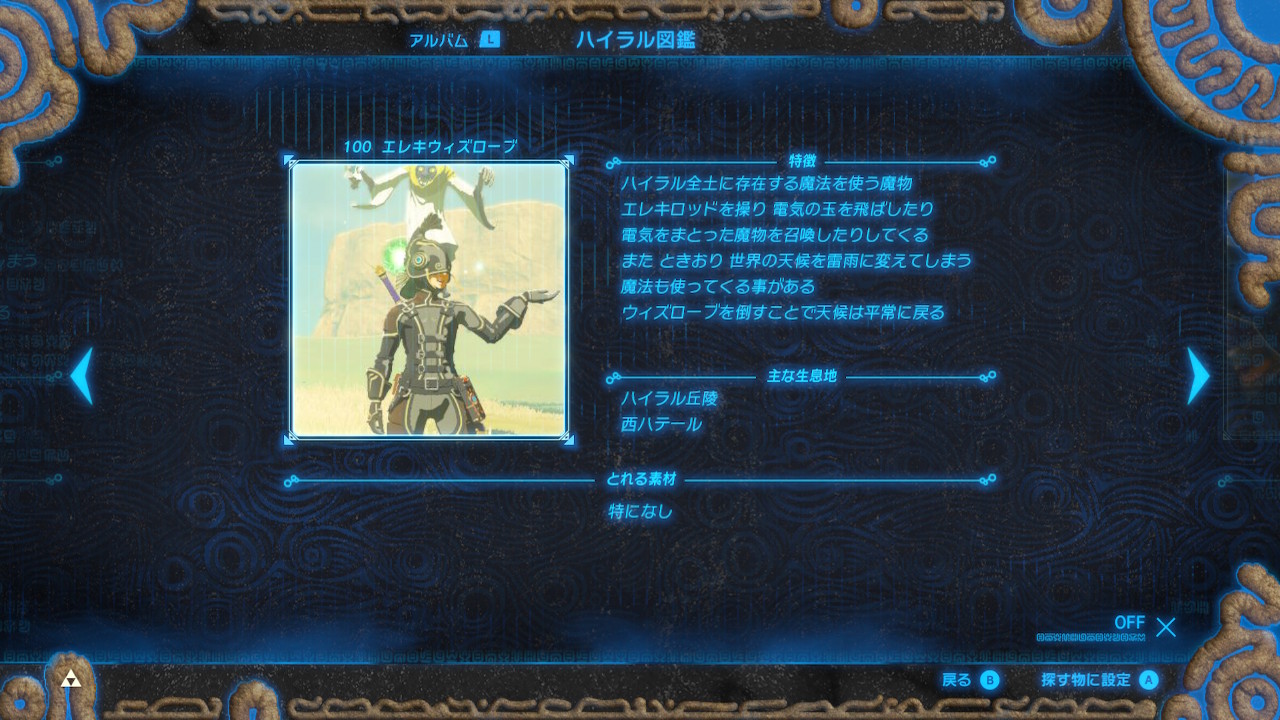 アルバム L
ハイラル図鑑
100 エレキウィズローブ
特徴
ハイラル全土に存在する魔法を使う魔物
エレキロッドを操り 電気の玉を飛ばしたり
電気をまとった魔物を召喚したりしてくる
また ときおり 世界の天候を雷雨に変えてしまう
魔法も使ってくる事がある
ウィズローブを倒すことで天候は平常に戻る
主な生息地
ハイラル丘陵
西ハテール
とれる素材
特になし
まう
OFF
戻る B
探す物に設定 A